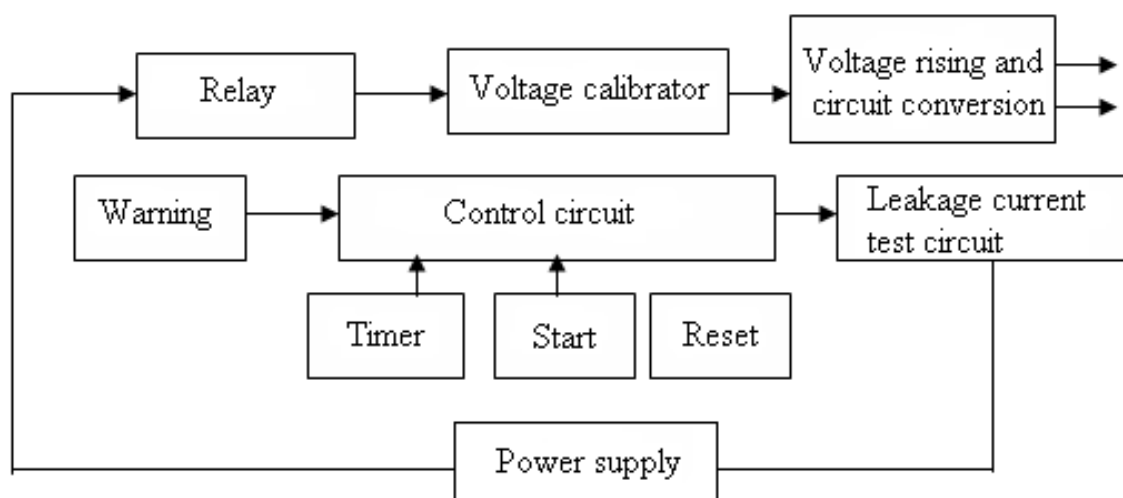 Relay
Voltage calibrator
Voltage rising and
circuit conversion
Warning
Control circuit
Leakage current
test circuit
Timer
Start
Reset
Power supply